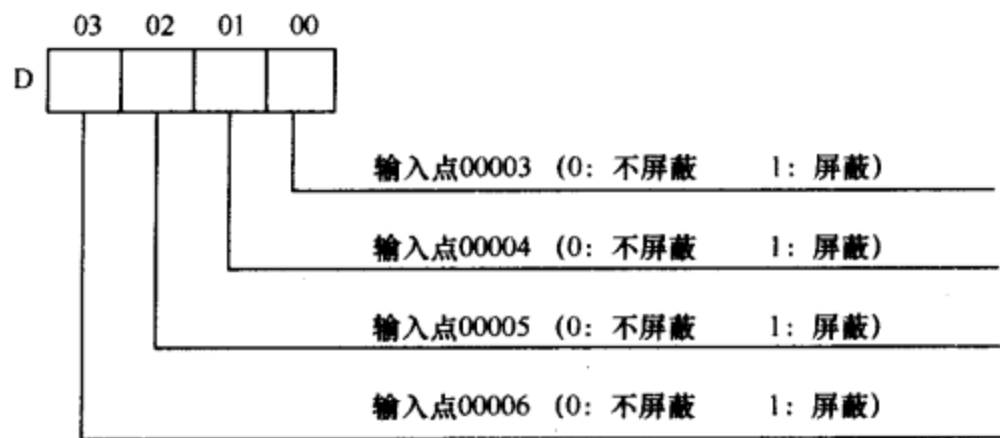 03 02 01 00
D
输入点00003（0：不屏蔽 1：屏蔽）
输入点00004（0：不屏蔽 1：屏蔽）
输入点00005（0：不屏蔽 1：屏蔽）
输入点00006（0：不屏蔽 1：屏蔽）